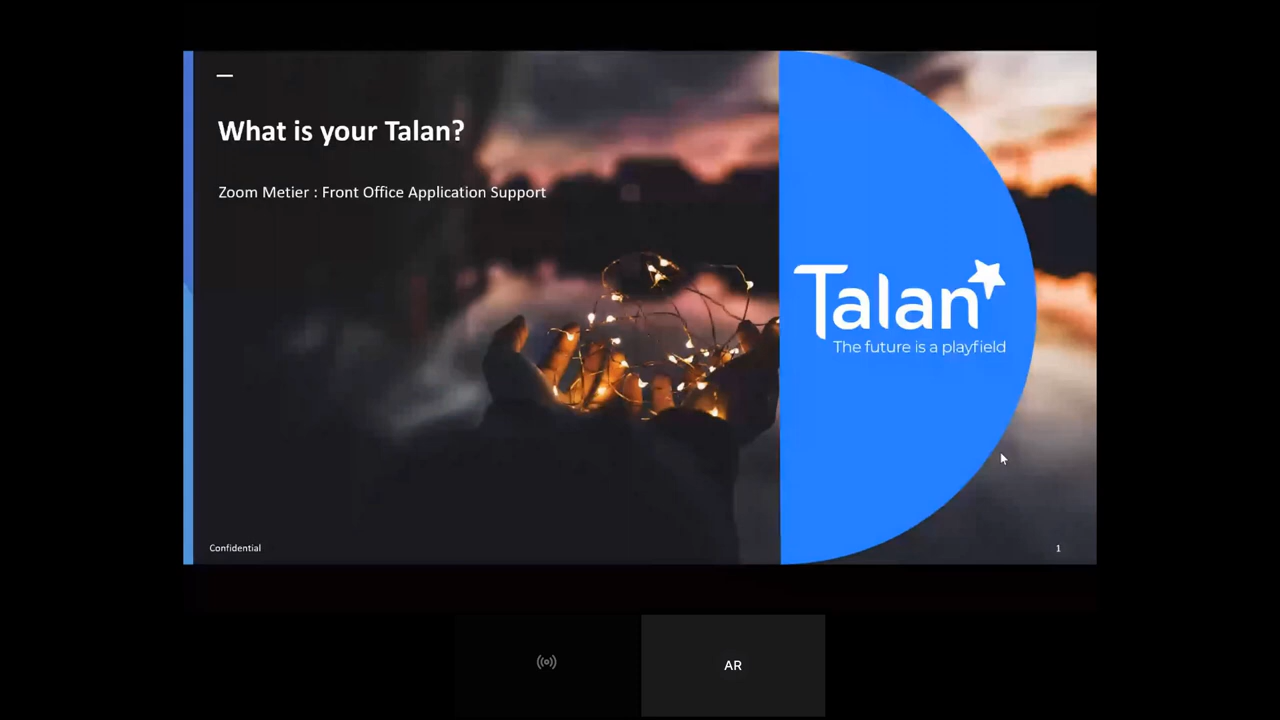 What is your Talan?
Zoom Metier : Front Office Application Support
Talan
The future is a playfield
Confidential
1
AR